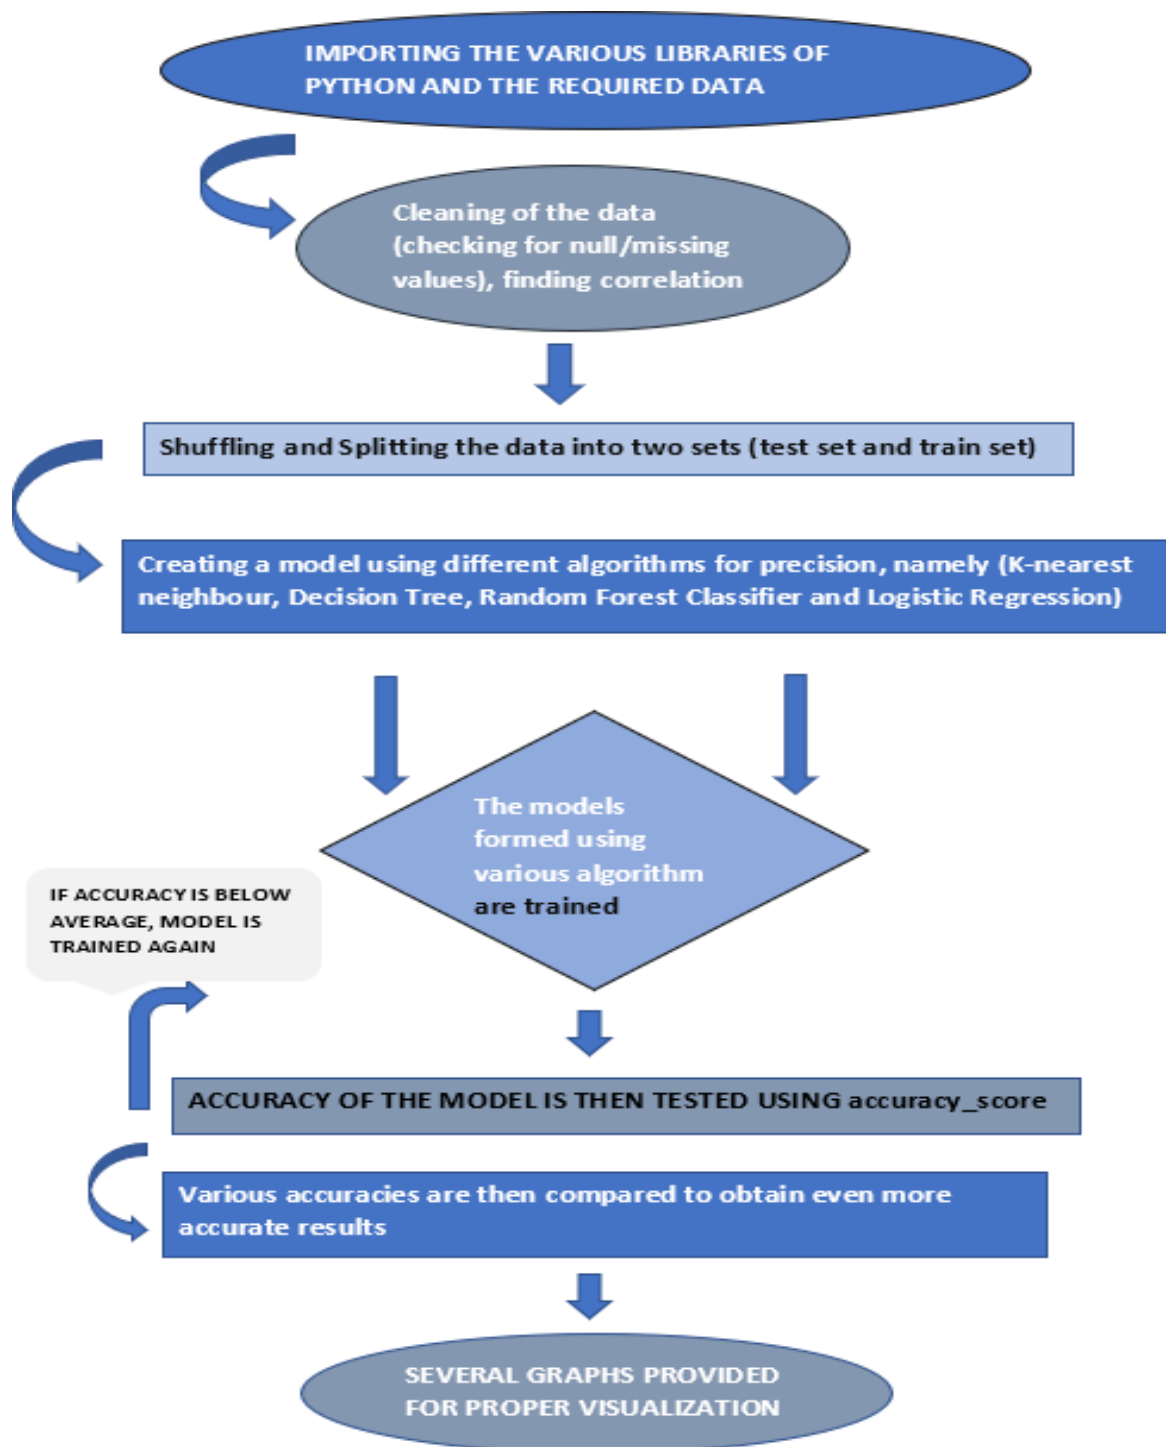 IMPORTING THE VARIOUS LIBRARIES OF
PYTHON AND THE REQUIRED DATA
Cleaning of the data
(checking for null/missing
values), finding correlation
Shuffling and Splitting the data into two sets (test set and train set)
Creating a model using different algorithms for precision, namely (K-nearest
neighbour, Decision Tree, Random Forest Classifier and Logistic Regression)
The models
formed using
various algorithm
are trained
IF ACCURACY IS BELOW
AVERAGE, MODEL IS
TRAINED AGAIN
ACCURACY OF THE MODEL IS THEN TESTED USING accuracy_score
Various accuracies are then compared to obtain even more
accurate results
SEVERAL GRAPHS PROVIDED
FOR PROPER VISUALIZATION